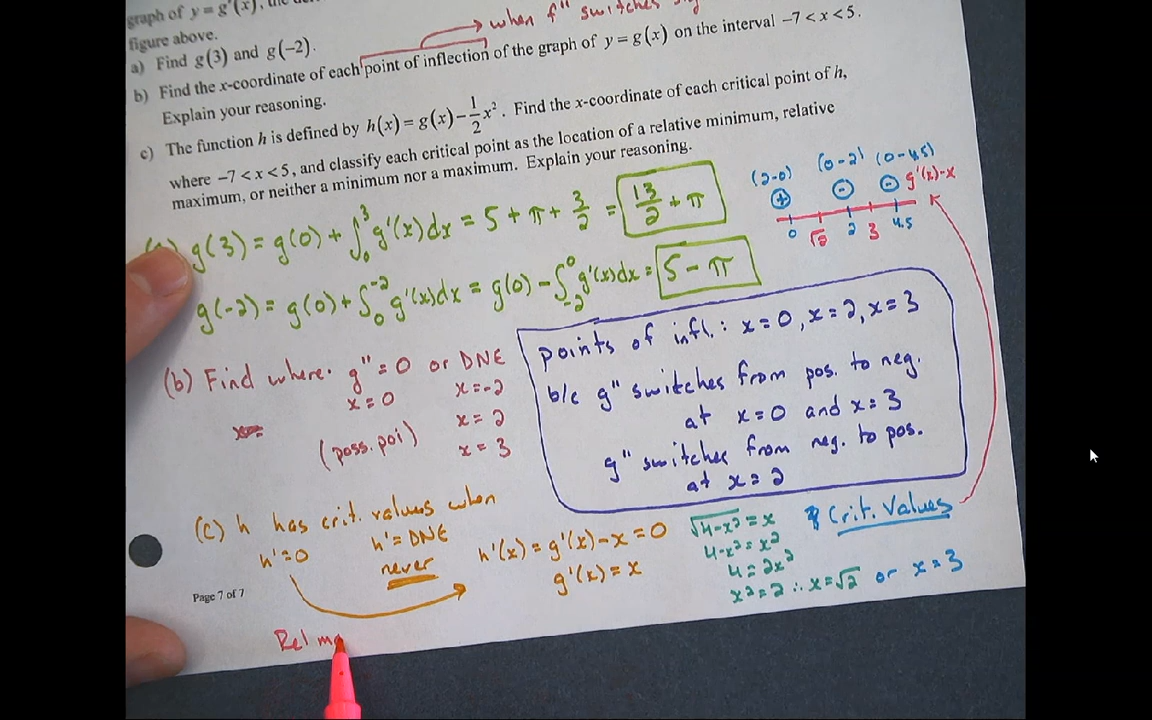 graph of y = g'(x), the
figure above.
→ when f" switches
a) Find g(3) and g(−2).
b) Find the x-coordinate of each point of inflection of the graph of y = g(x) on the interval −7 < x < 5.
Explain your reasoning.
c) The function h is defined by h(x) = g(x) − 1/2 x². Find the x-coordinate of each critical point of h,
where −7 < x < 5, and classify each critical point as the location of a relative minimum, relative
maximum, or neither a minimum nor a maximum. Explain your reasoning.
(2-0) (0-2) (0-4.5)
+ − − g'(x)-x
0 √2 2 3 4.5
g(3) = g(0) + ∫₀³ g'(x)dx = 5 + π + 3/2 = 13/2 + π
g(-2) = g(0) + ∫₀⁻² g'(x)dx = g(0) − ∫₋₂⁰ g'(x)dx = 5 − π
(b) Find where g" = 0 or DNE
x = 0 x = -2
x=
(poss. poi) x = 2
x = 3
points of infl.: x=0, x=2, x=3
b/c g" switches from pos. to neg.
at x=0 and x=3
g" switches from neg. to pos.
at x=2
(c) h has crit. values when
h'=0 h'=DNE
never
h'(x) = g'(x) − x = 0
g'(x) = x
√4-x² = x
4-x² = x²
4 = 2x²
x² = 2 ∴ x = √2 or x = 3
Crit. Values
Page 7 of 7
Rel m